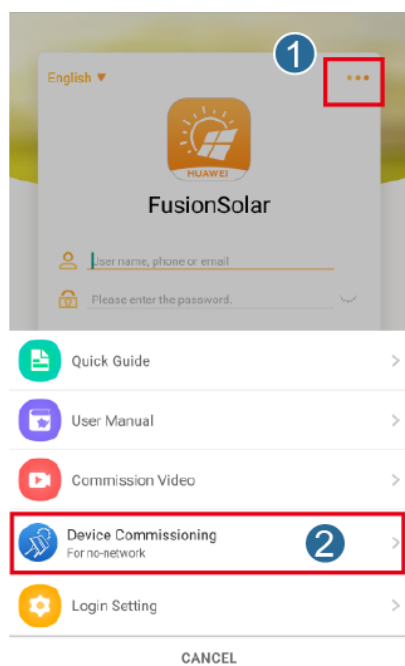 1
English ▼
HUAWEI
FusionSolar
User name, phone or email
Please enter the password.
Quick Guide
User Manual
Commission Video
Device Commissioning
For no-network
2
Login Setting
CANCEL